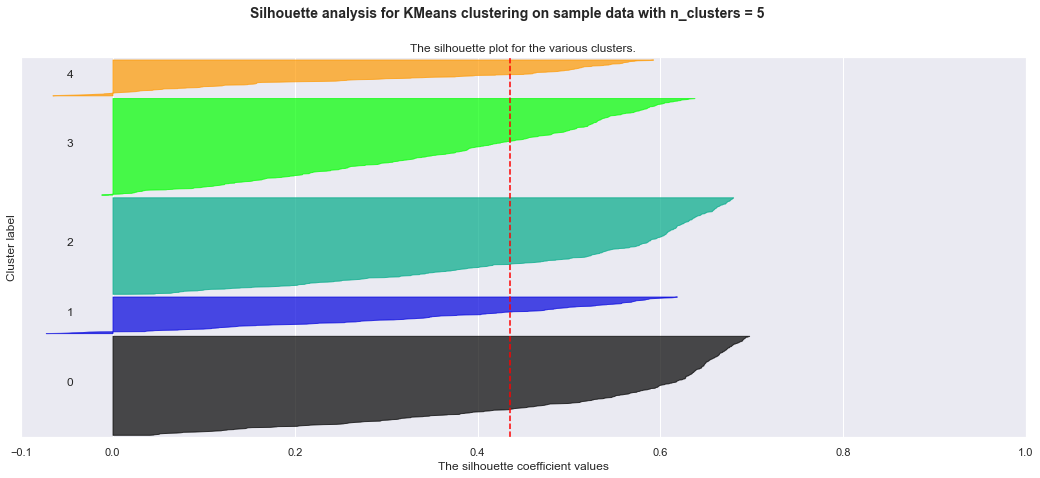 Silhouette analysis for KMeans clustering on sample data with n_clusters = 5
The silhouette plot for the various clusters.
4
3
2
1
0
Cluster label
−0.1 0.0 0.2 0.4 0.6 0.8 1.0
The silhouette coefficient values